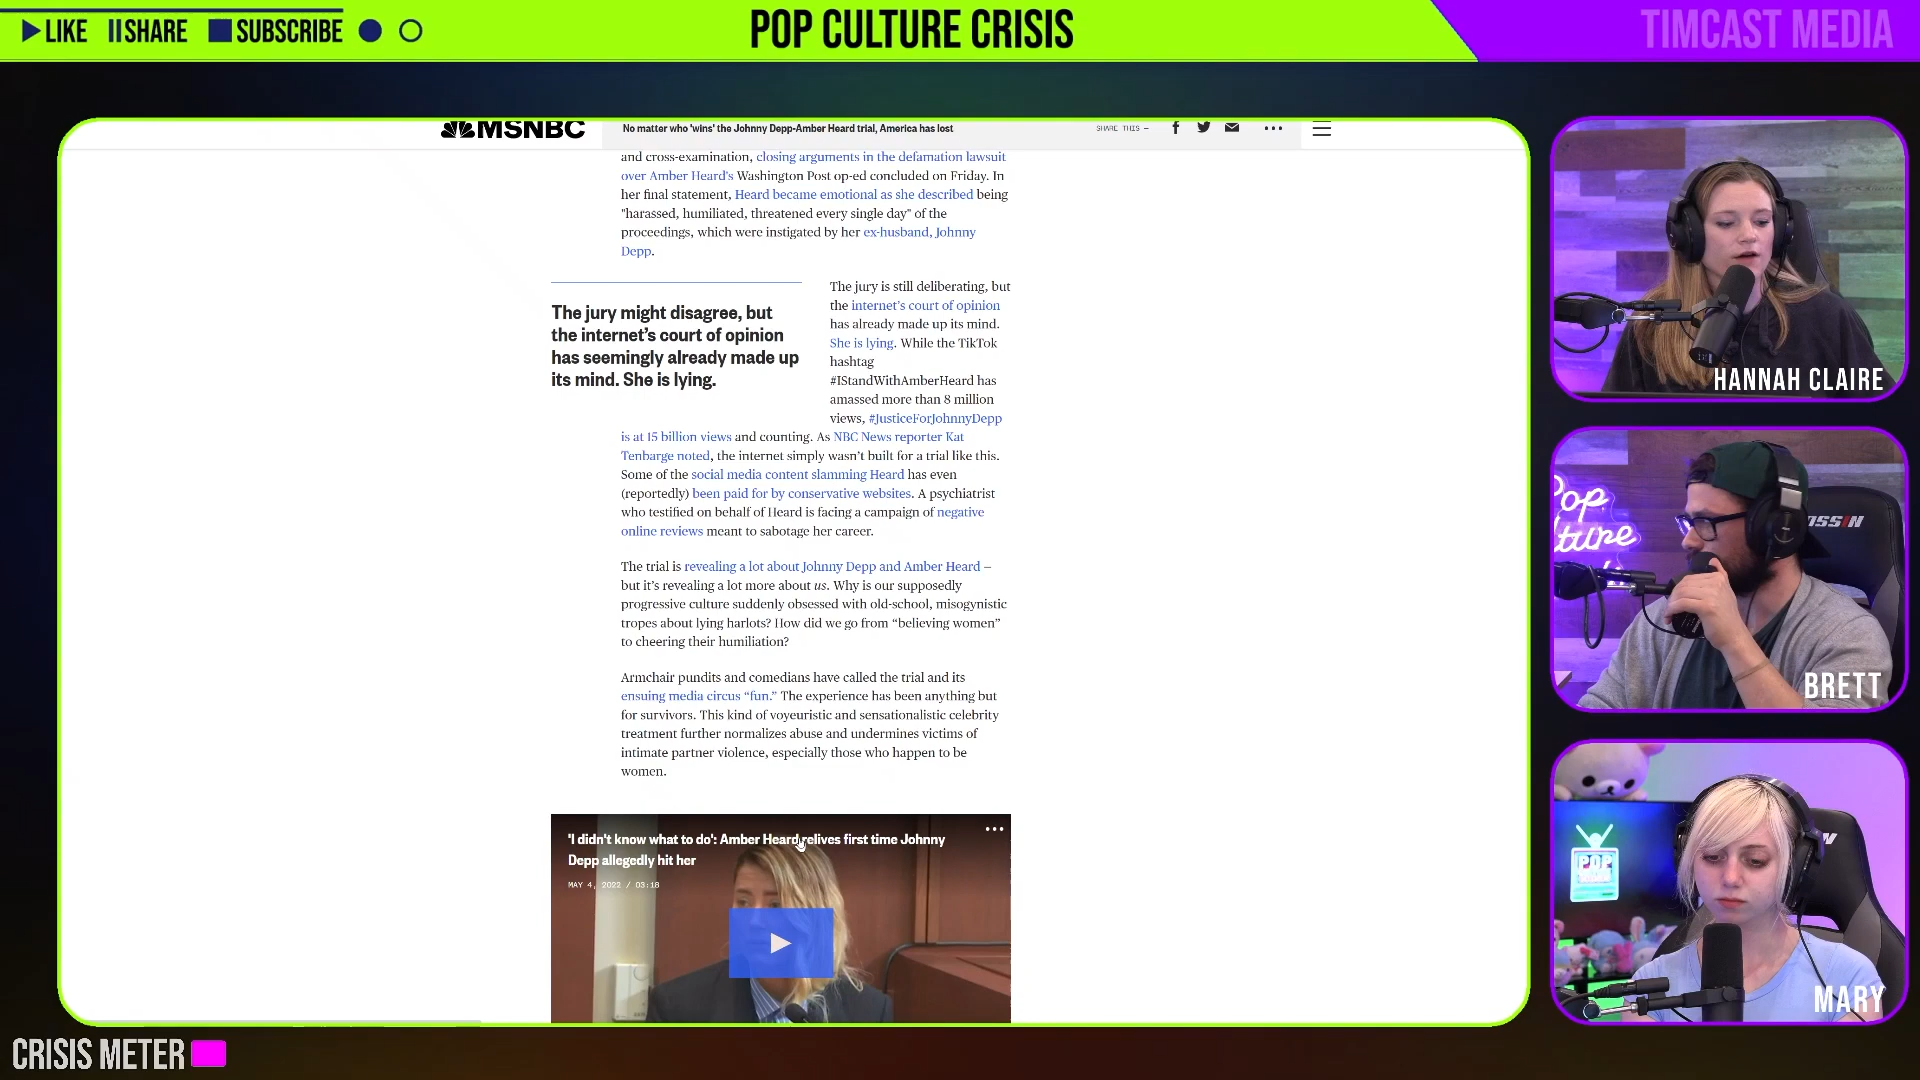 LIKE SHARE SUBSCRIBE
POP CULTURE CRISIS
TIMCAST MEDIA
MSNBC
No matter who 'wins' the Johnny Depp-Amber Heard trial, America has lost
SHARE THIS —
and cross-examination, closing arguments in the defamation lawsuit
over Amber Heard's Washington Post op-ed concluded on Friday. In
her final statement, Heard became emotional as she described being
"harassed, humiliated, threatened every single day" of the
proceedings, which were instigated by her ex-husband, Johnny
Depp.
The jury might disagree, but
the internet's court of opinion
has seemingly already made up
its mind. She is lying.
The jury is still deliberating, but
the internet's court of opinion
has already made up its mind.
She is lying. While the TikTok
hashtag
#IStandWithAmberHeard has
amassed more than 8 million
views, #JusticeForJohnnyDepp
is at 15 billion views and counting. As NBC News reporter Kat
Tenbarge noted, the internet simply wasn't built for a trial like this.
Some of the social media content slamming Heard has even
(reportedly) been paid for by conservative websites. A psychiatrist
who testified on behalf of Heard is facing a campaign of negative
online reviews meant to sabotage her career.
The trial is revealing a lot about Johnny Depp and Amber Heard —
but it's revealing a lot more about us. Why is our supposedly
progressive culture suddenly obsessed with old-school, misogynistic
tropes about lying harlots? How did we go from “believing women”
to cheering their humiliation?
Armchair pundits and comedians have called the trial and its
ensuing media circus “fun.” The experience has been anything but
for survivors. This kind of voyeuristic and sensationalistic celebrity
treatment further normalizes abuse and undermines victims of
intimate partner violence, especially those who happen to be
women.
'I didn't know what to do': Amber Heard relives first time Johnny
Depp allegedly hit her
MAY 4, 2022 / 03:18
HANNAH CLAIRE
Pop
BRETT
POP
MARY
CRISIS METER